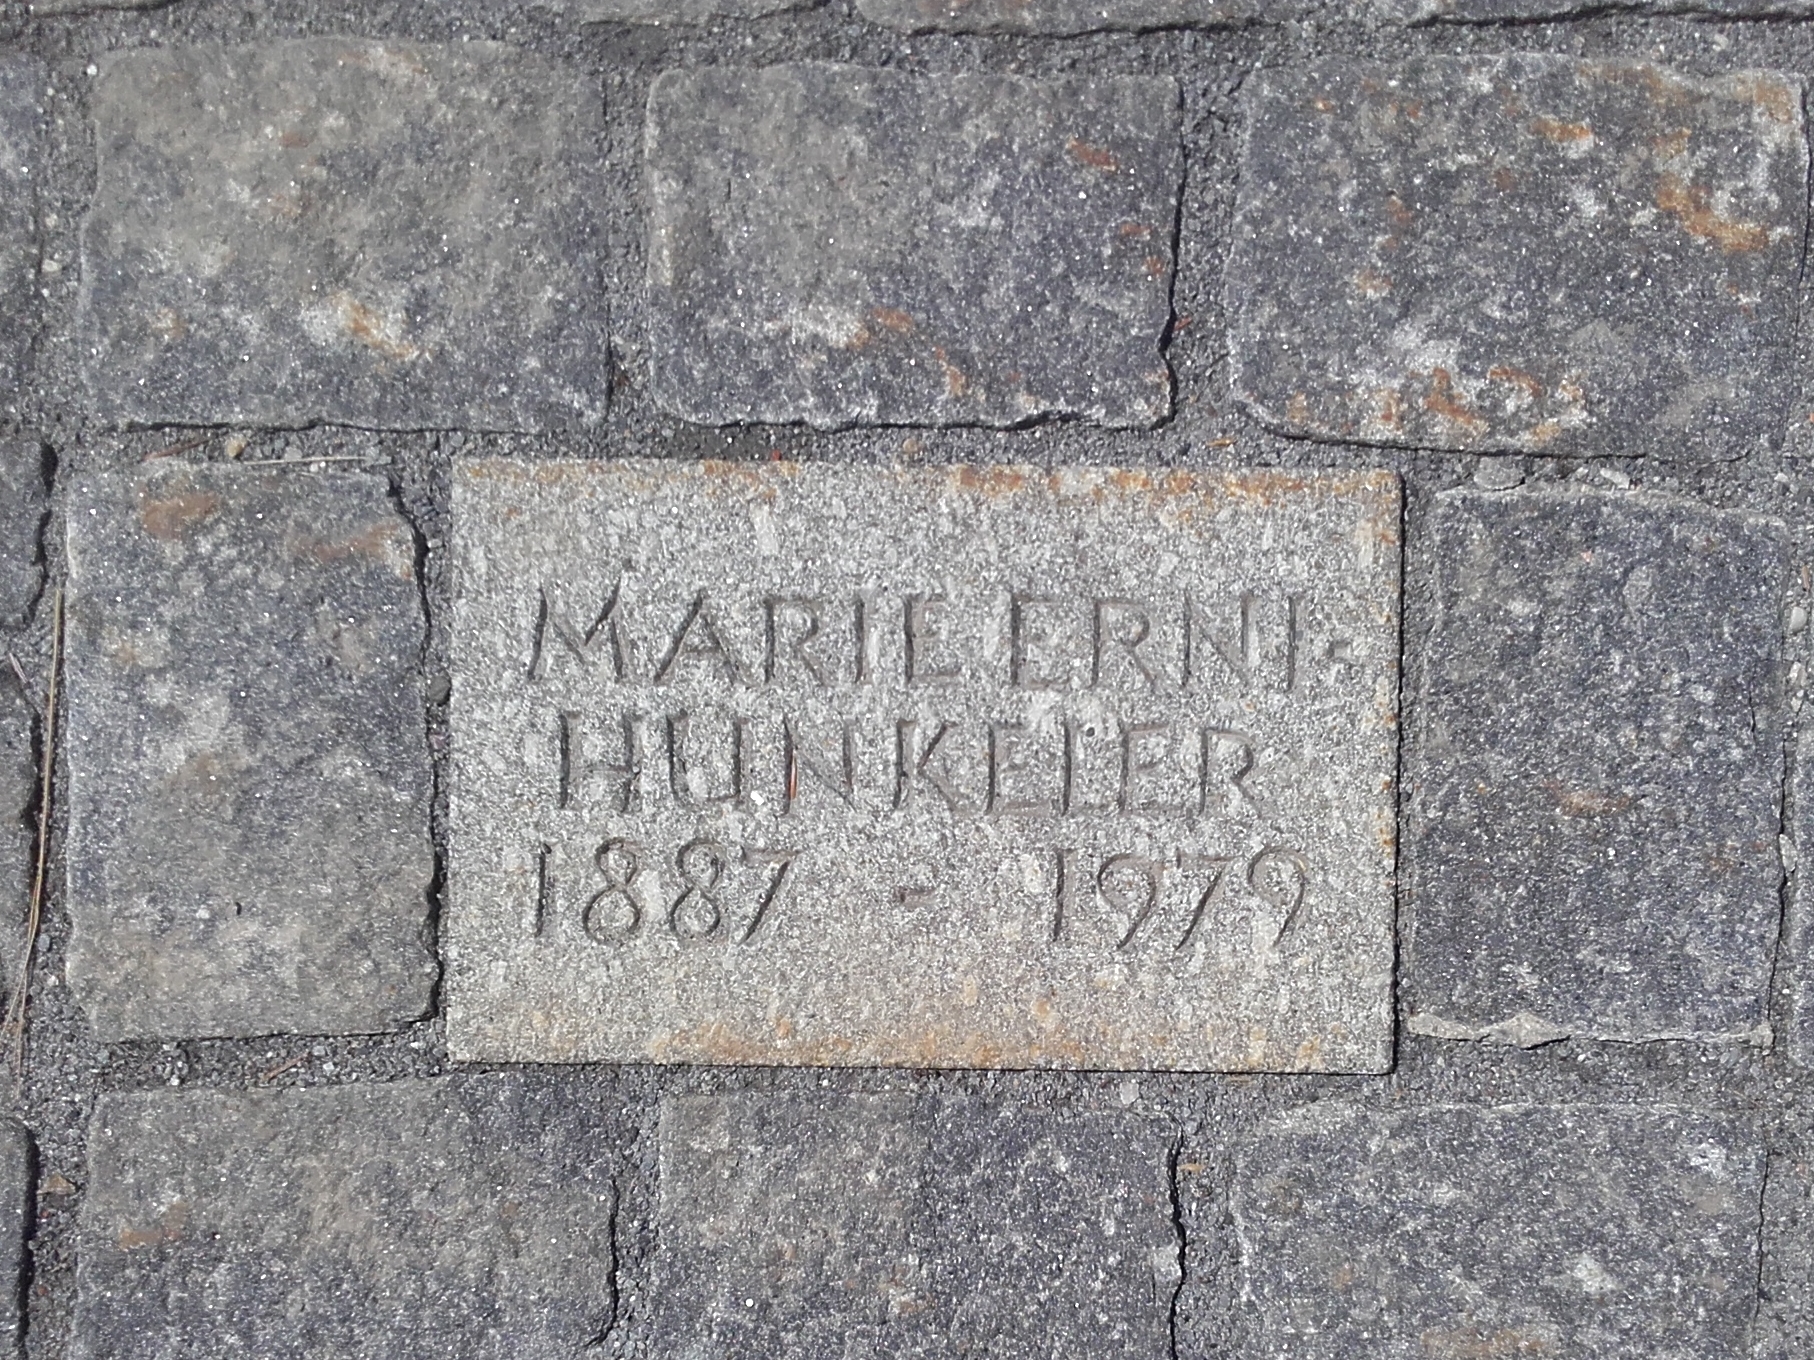 MARIE ERNI-
HUNKELER
1887 - 1979